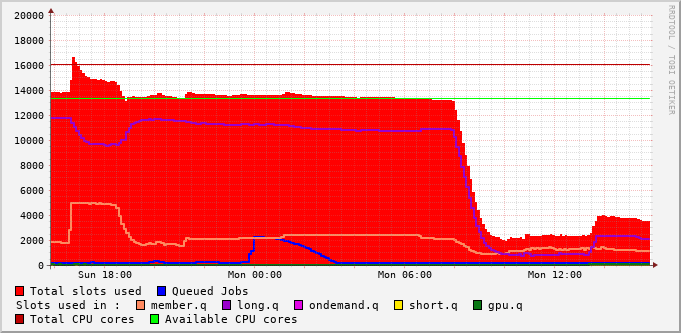 20000
18000
16000
14000
12000
10000
8000
6000
4000
2000
0
Sun 18:00 Mon 00:00 Mon 06:00 Mon 12:00
RRDTOOL / TOBI OETIKER
Total slots used Queued Jobs
Slots used in : member.q long.q ondemand.q short.q gpu.q
Total CPU cores Available CPU cores